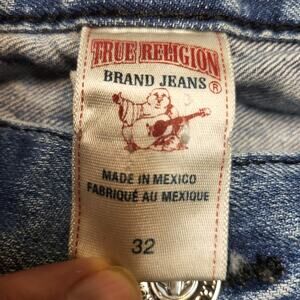 TRUE RELIGION
BRAND JEANS®
MADE IN MEXICO
FABRIQUÉ AU MEXIQUE
32